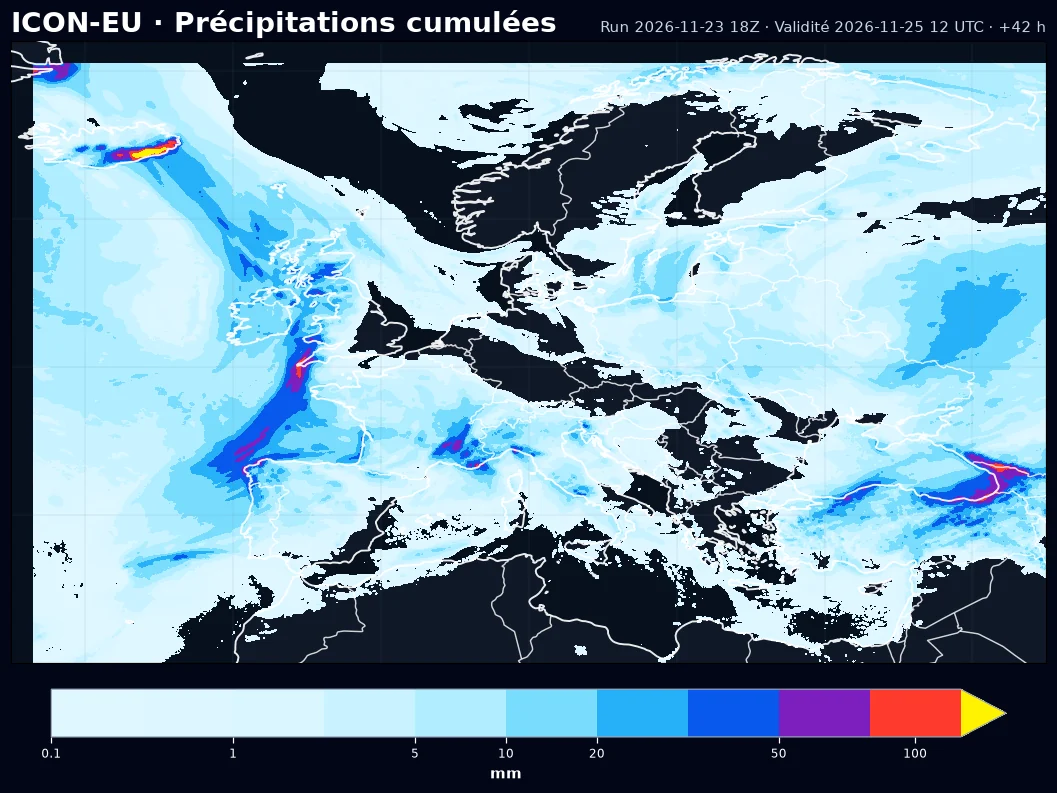 ICON-EU · Précipitations cumulées
Run 2026-11-23 18Z · Validité 2026-11-25 12 UTC · +42 h
0.1 1 5 10 20 50 100
mm